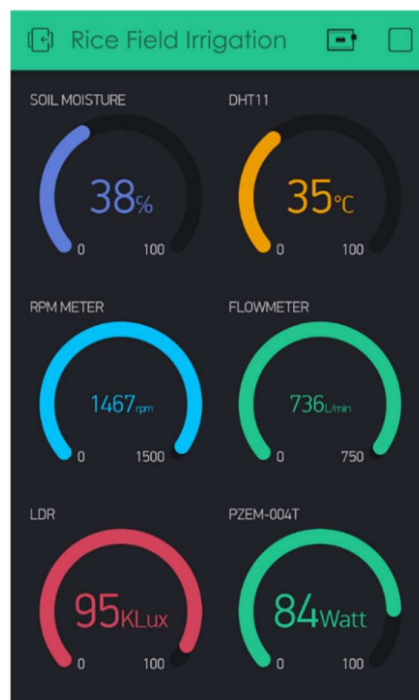 Rice Field Irrigation
SOIL MOISTURE
38%
0 100
DHT11
35°C
0 100
RPM METER
1467rpm
0 1500
FLOWMETER
736L/min
0 750
LDR
95KLux
0 100
PZEM-004T
84Watt
0 100